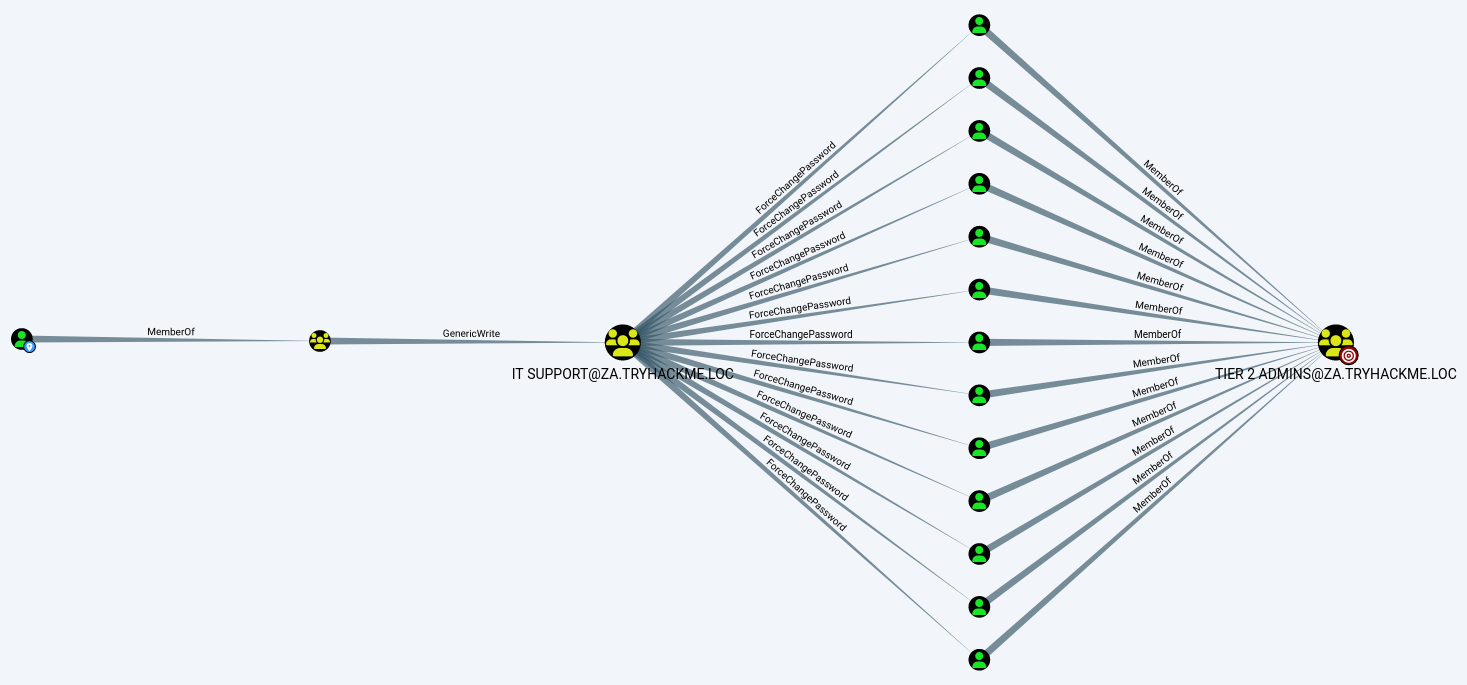 MemberOf
GenericWrite
IT SUPPORT@ZA.TRYHACKME.LOC
ForceChangePassword
ForceChangePassword
ForceChangePassword
ForceChangePassword
ForceChangePassword
ForceChangePassword
ForceChangePassword
ForceChangePassword
ForceChangePassword
ForceChangePassword
ForceChangePassword
ForceChangePassword
ForceChangePassword
MemberOf
MemberOf
MemberOf
MemberOf
MemberOf
MemberOf
MemberOf
MemberOf
MemberOf
MemberOf
MemberOf
MemberOf
MemberOf
TIER 2 ADMINS@ZA.TRYHACKME.LOC